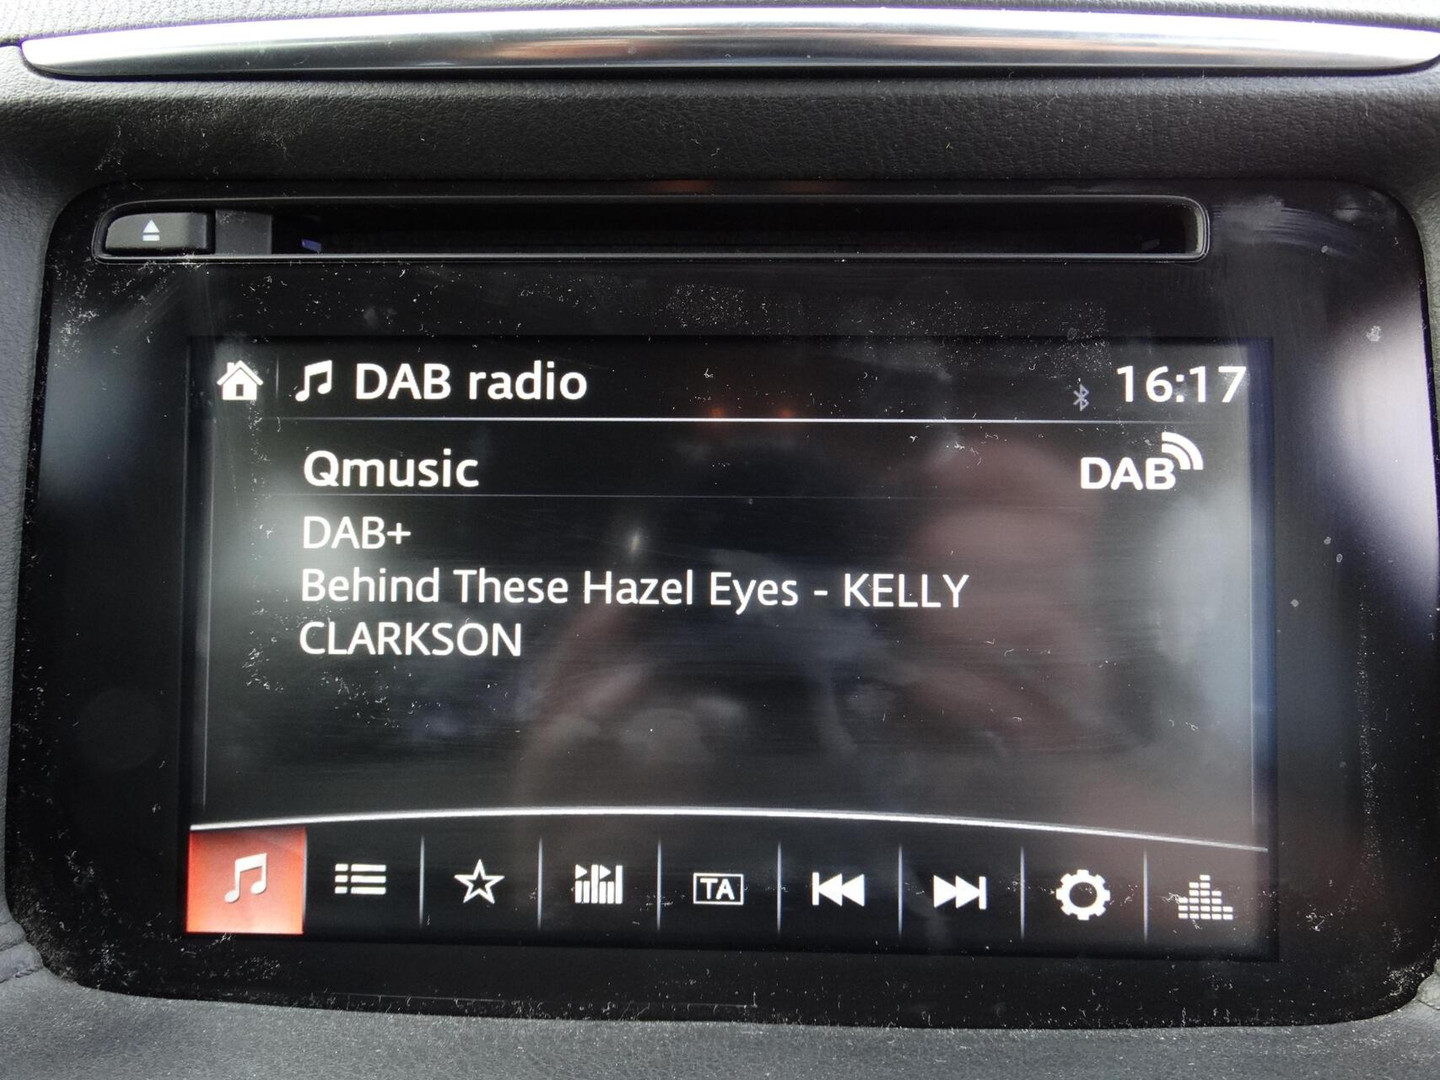 DAB radio
16:17
Qmusic
DAB
DAB+
Behind These Hazel Eyes - KELLY
CLARKSON
TA